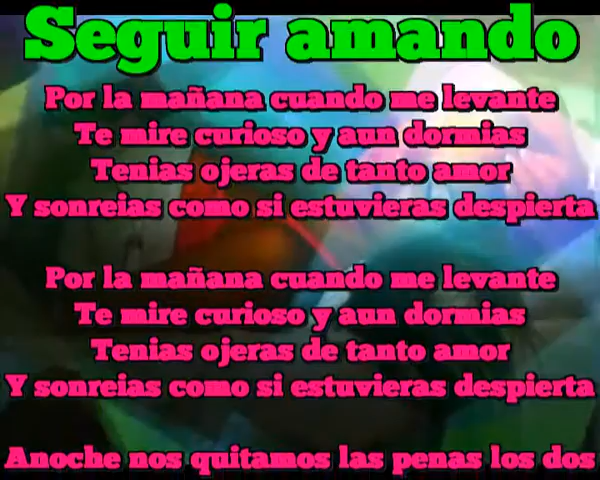 Seguir amando
Por la mañana cuando me levante
Te mire curioso y aun dormias
Tenias ojeras de tanto amor
Y sonreias como si estuvieras despierta
Por la mañana cuando me levante
Te mire curioso y aun dormias
Tenias ojeras de tanto amor
Y sonreias como si estuvieras despierta
Anoche nos quitamos las penas los dos